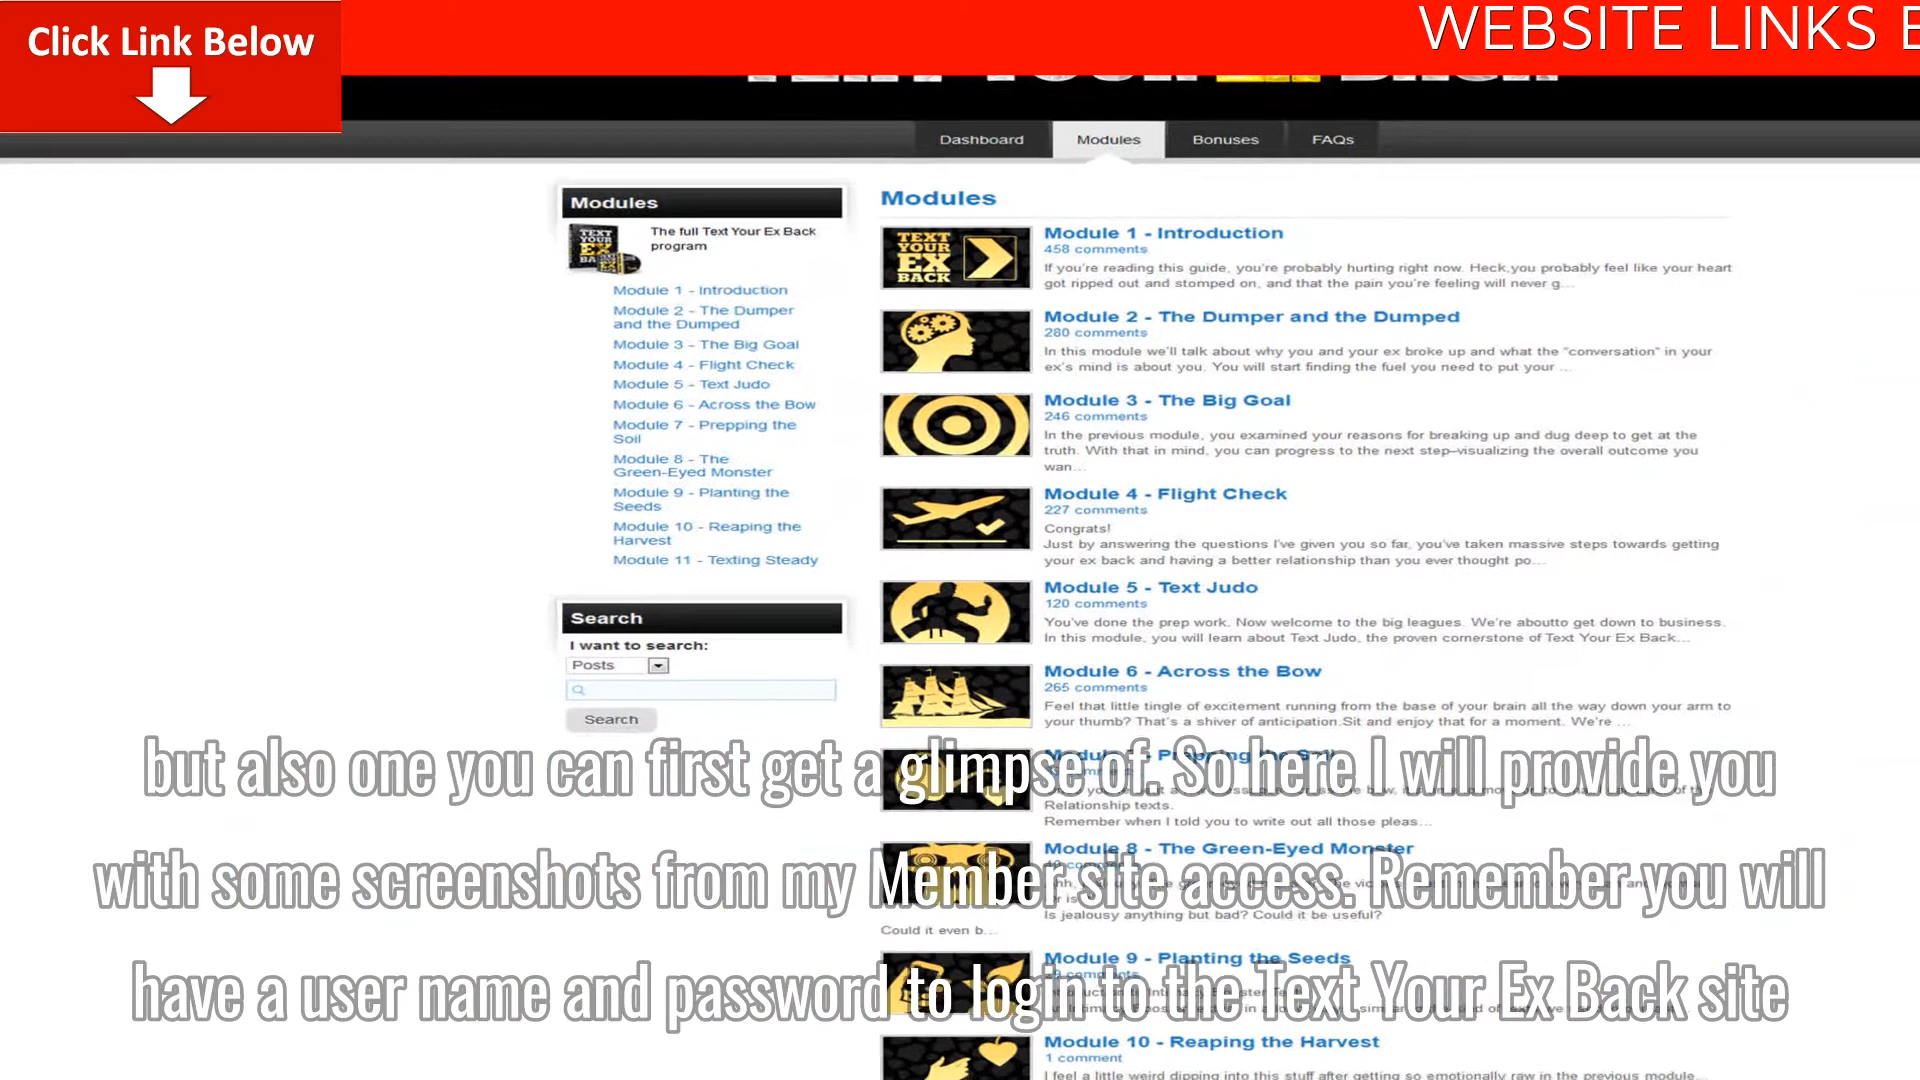 Click Link Below
WEBSITE LINKS
Dashboard
Modules
Bonuses
FAQs
Modules
TEXT
YOUR
EX
The full Text Your Ex Back
program
Module 1 - Introduction
Module 2 - The Dumper
and the Dumped
Module 3 - The Big Goal
Module 4 - Flight Check
Module 5 - Text Judo
Module 6 - Across the Bow
Module 7 - Prepping the
Soil
Module 8 - The
Green-Eyed Monster
Module 9 - Planting the
Seeds
Module 10 - Reaping the
Harvest
Module 11 - Texting Steady
Search
I want to search:
Posts
Search
Modules
TEXT
YOUR
EX
BACK
Module 1 - Introduction
458 comments
If you're reading this guide, you're probably hurting right now. Heck,you probably feel like your heart
got ripped out and stomped on, and that the pain you're feeling will never g...
Module 2 - The Dumper and the Dumped
280 comments
In this module we'll talk about why you and your ex broke up and what the "conversation" in your
ex's mind is about you. You will start finding the fuel you need to put your ...
Module 3 - The Big Goal
246 comments
In the previous module, you examined your reasons for breaking up and dug deep to get at the
truth. With that in mind, you can progress to the next step–visualizing the overall outcome you
wan...
Module 4 - Flight Check
227 comments
Congrats!
Just by answering the questions I've given you so far, you've taken massive steps towards getting
your ex back and having a better relationship than you ever thought po...
Module 5 - Text Judo
120 comments
You've done the prep work. Now welcome to the big leagues. We're aboutto get down to business.
In this module, you will learn about Text Judo, the proven cornerstone of Text Your Ex Back...
Module 6 - Across the Bow
265 comments
Feel that little tingle of excitement running from the base of your brain all the way down your arm to
your thumb? That's a shiver of anticipation.Sit and enjoy that for a moment. We're ...
Relationship texts.
Remember when I told you to write out all those pleas...
Module 8 - The Green-Eyed Monster
Is jealousy anything but bad? Could it be useful?
Could it even b...
Module 9 - Planting the Seeds
Module 10 - Reaping the Harvest
1 comment
I feel a little weird dipping into this stuff after getting so emotionally raw in the previous module...
but also one you can first get a glimpse of. So here I will provide you
with some screenshots from my Member site access. Remember you will
have a user name and password to login to the Text Your Ex Back site